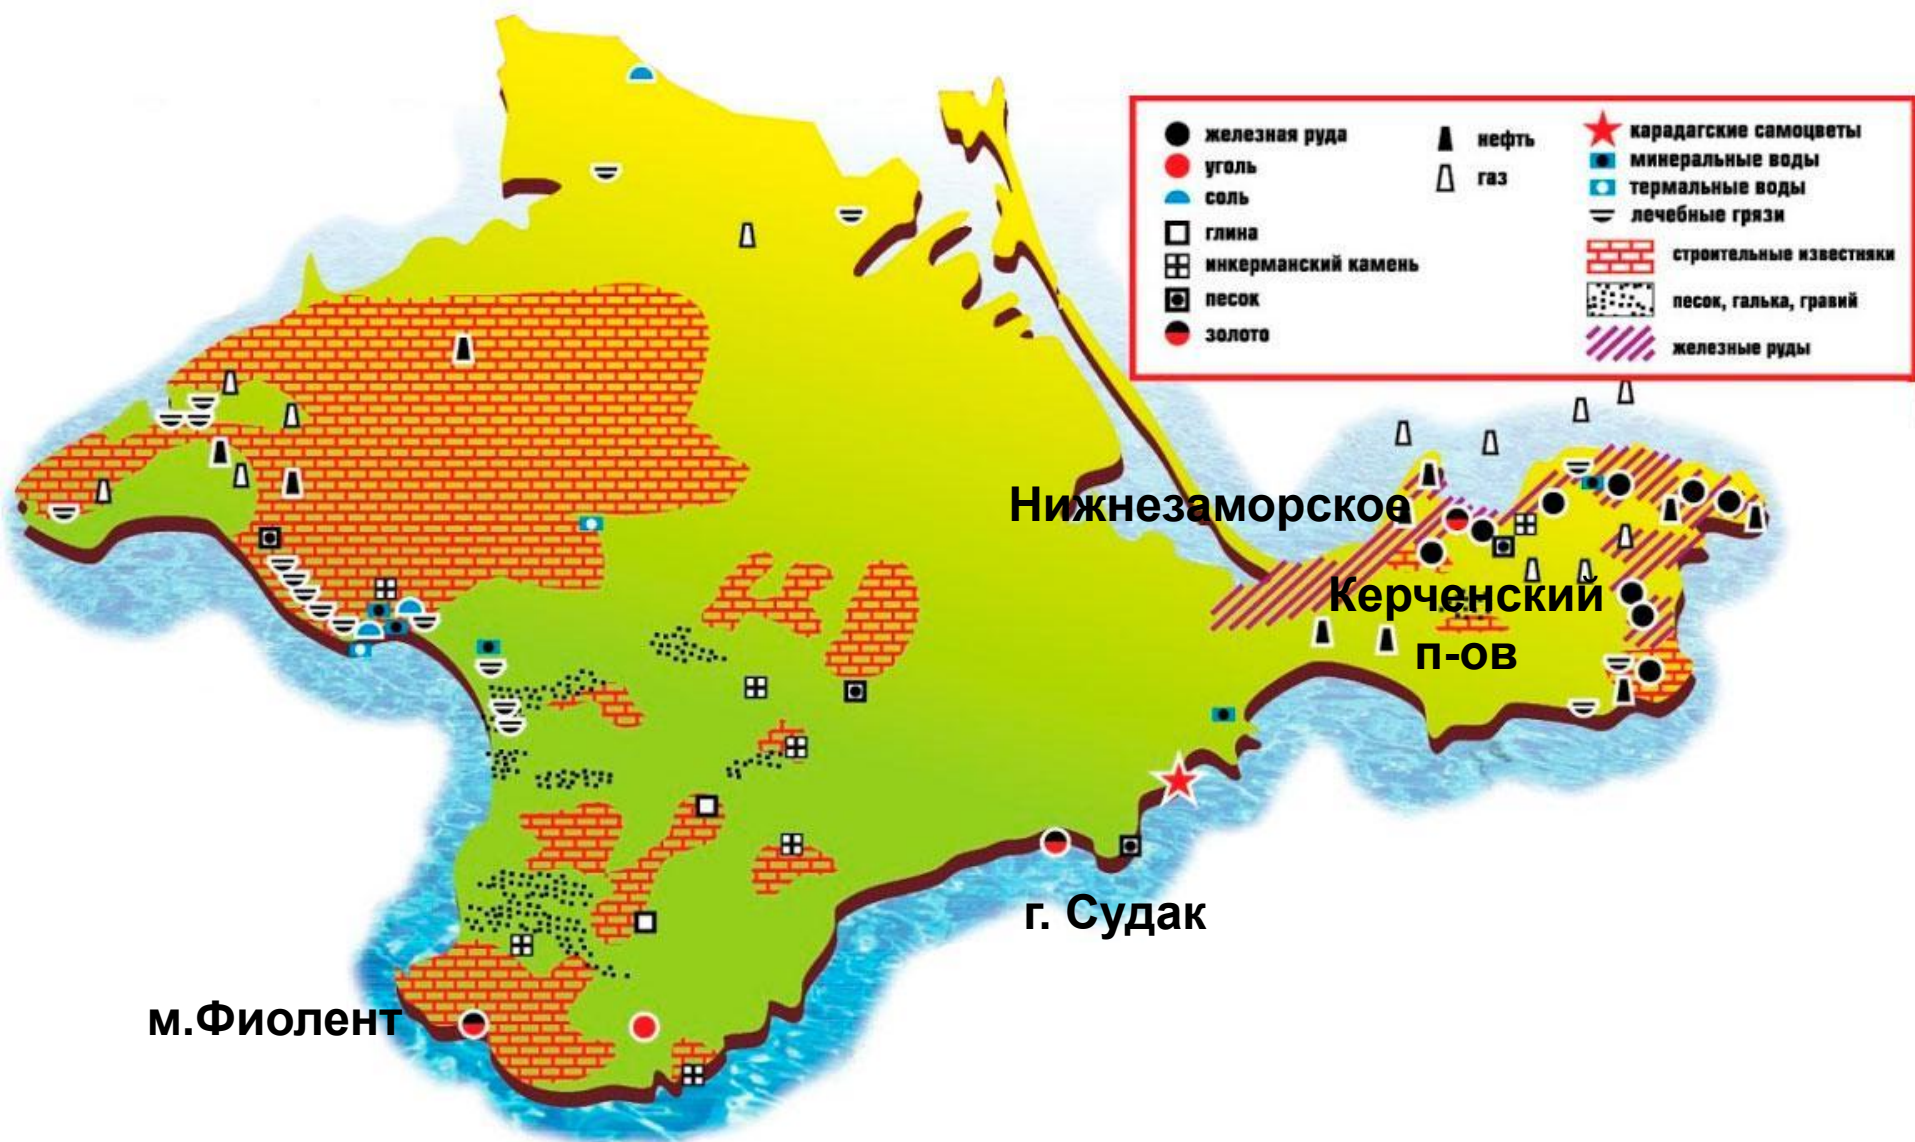 железная руда
уголь
соль
глина
инкерманский камень
песок
золото
нефть
газ
карадагские самоцветы
минеральные воды
термальные воды
лечебные грязи
строительные известняки
песок, галька, гравий
железные руды
Нижнезаморское
Керченский
п-ов
г. Судак
м.Фиолент